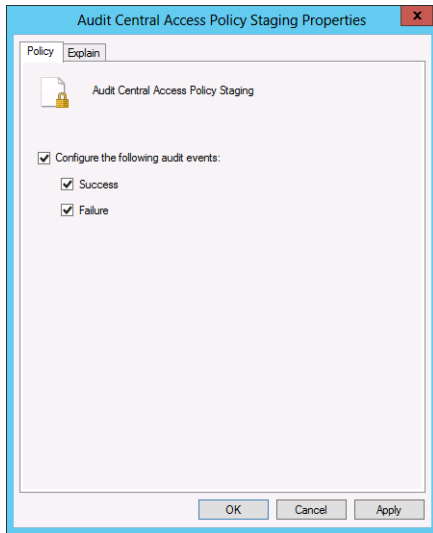 Audit Central Access Policy Staging Properties
x
Policy Explain
Audit Central Access Policy Staging
Configure the following audit events:
Success
Failure
OK Cancel Apply